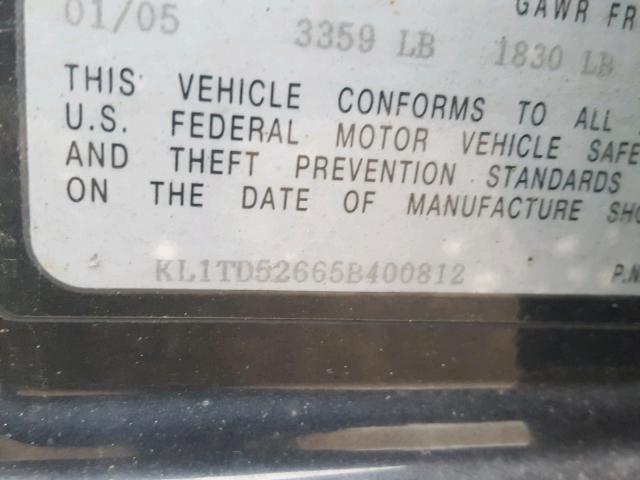 GAWR FR
01/05 3359 LB 1830 LB
THIS VEHICLE CONFORMS TO ALL
U.S. FEDERAL MOTOR VEHICLE SAFE
AND THEFT PREVENTION STANDARDS
ON THE DATE OF MANUFACTURE SHO
KL1TD52665B400812 P.N